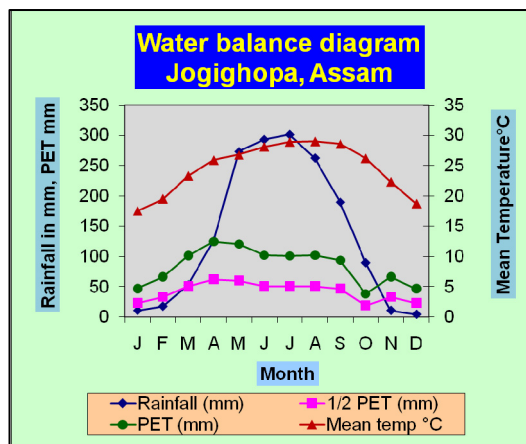 Water balance diagram
Jogighopa, Assam
Rainfall in mm, PET mm
350
300
250
200
150
100
50
0
35
30
25
20
15
10
5
0
Mean Temperature°C
J F M A M J J A S O N D
Month
Rainfall (mm) 1/2 PET (mm)
PET (mm) Mean temp °C